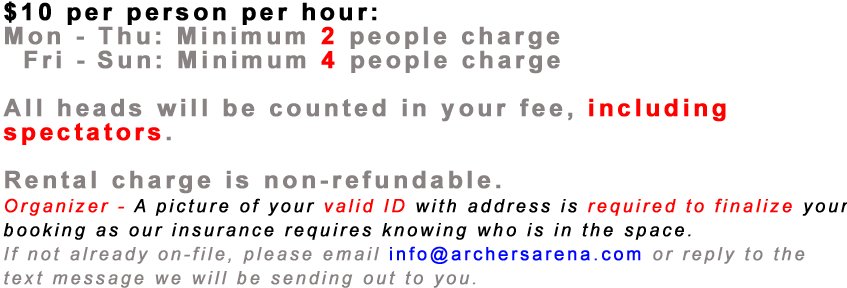 $10 per person per hour:
Mon - Thu: Minimum 2 people charge
Fri - Sun: Minimum 4 people charge
All heads will be counted in your fee, including
spectators.
Rental charge is non-refundable.
Organizer - A picture of your valid ID with address is required to finalize your
booking as our insurance requires knowing who is in the space.
If not already on-file, please email info@archersarena.com or reply to the
text message we will be sending out to you.